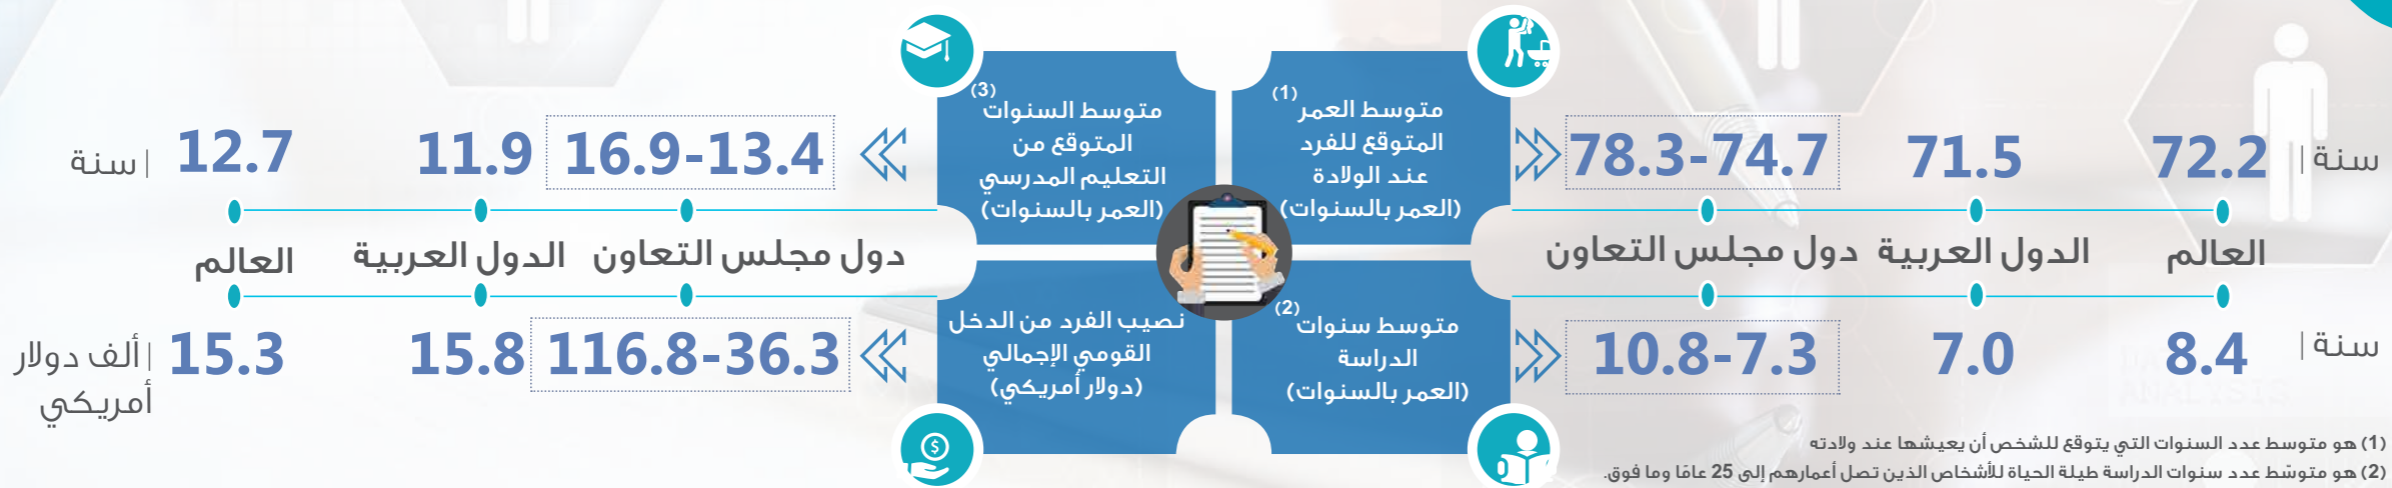 متوسط العمر (1)
المتوقع للفرد
عند الولادة
(العمر بالسنوات)
78.3-74.7
71.5
72.2
سنة |
دول مجلس التعاون
الدول العربية
العالم
متوسط سنوات (2)
الدراسة
(العمر بالسنوات)
10.8-7.3
7.0
8.4
سنة |
متوسط السنوات (3)
المتوقع من
التعليم المدرسي
(العمر بالسنوات)
16.9-13.4
11.9
12.7
| سنة
دول مجلس التعاون
الدول العربية
العالم
نصيب الفرد من الدخل
القومي الإجمالي
(دولار أمريكي)
116.8-36.3
15.8
15.3
| ألف دولار
أمريكي
(1) هو متوسط عدد السنوات التي يتوقع للشخص أن يعيشها عند ولادته
(2) هو متوسّط عدد سنوات الدراسة طيلة الحياة للأشخاص الذين تصل أعمارهم إلى 25 عامًا وما فوق.
ANALYSIS